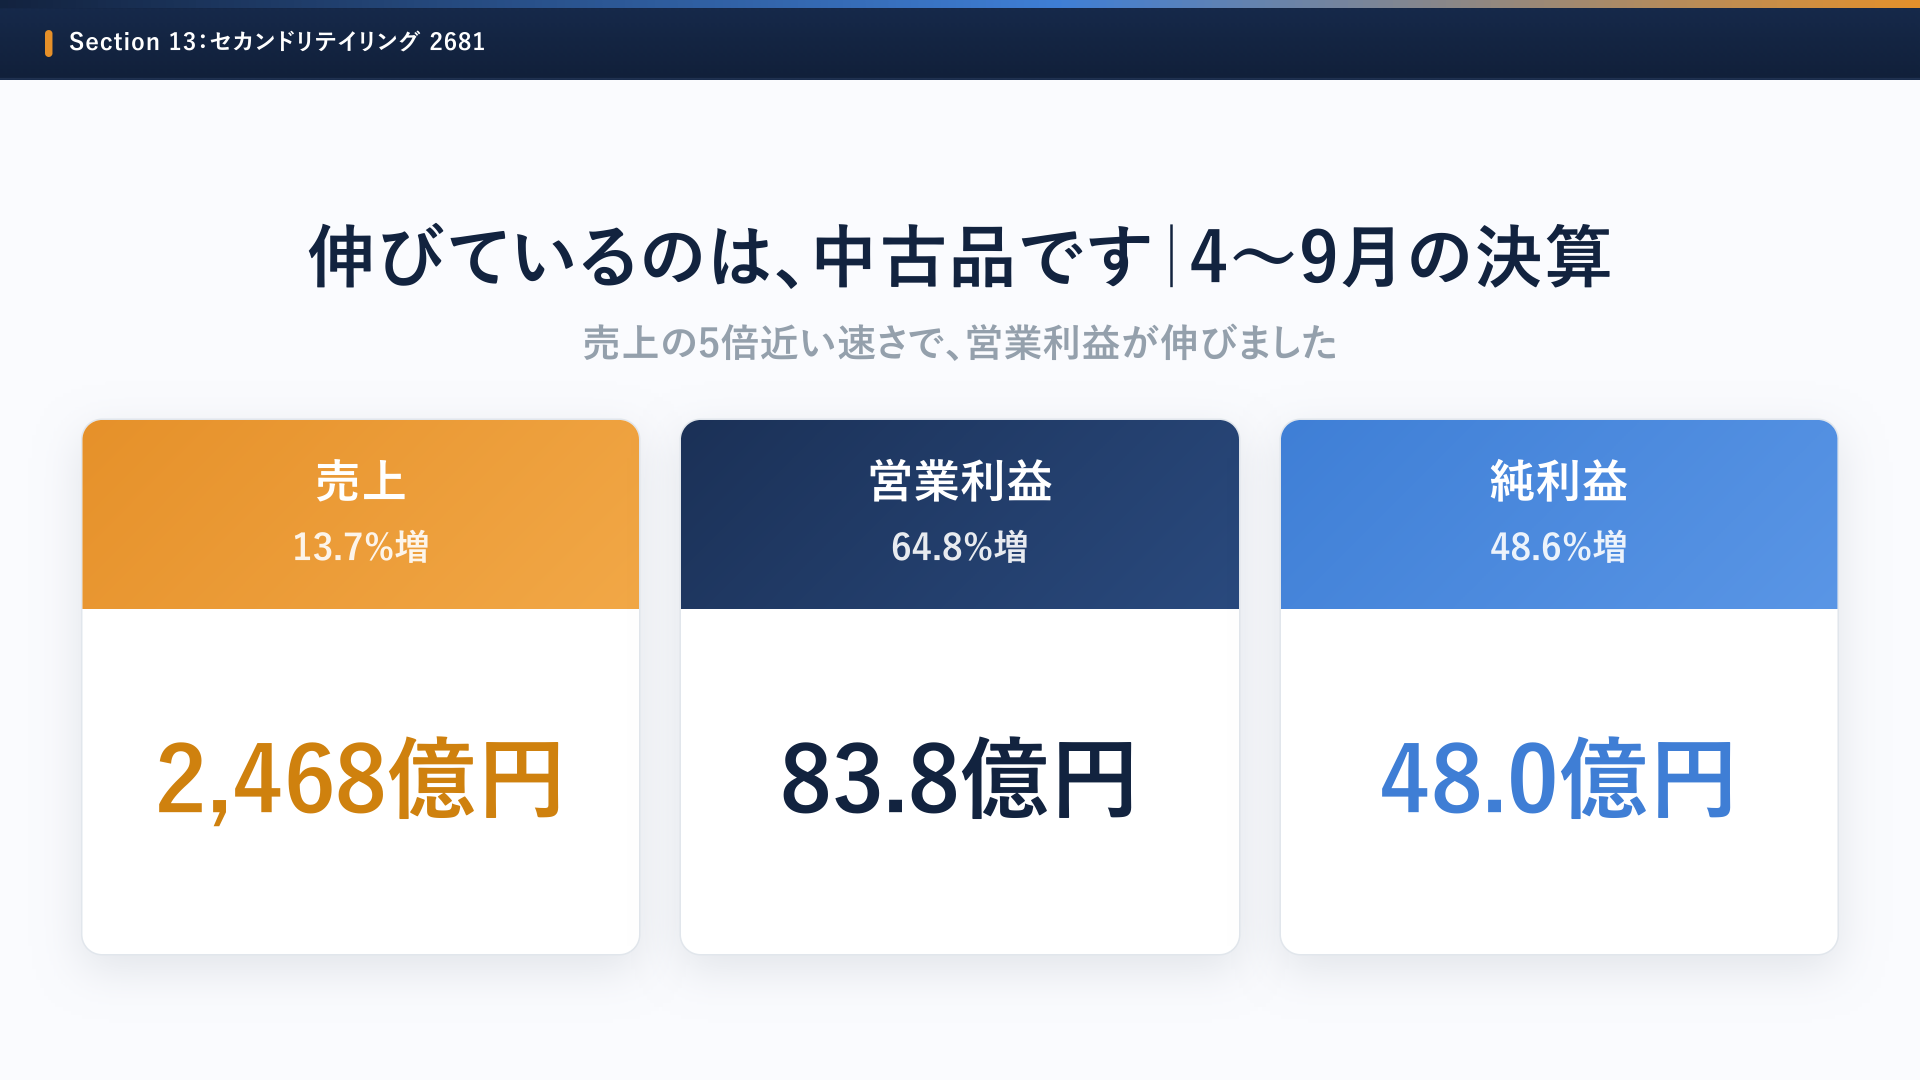 Section 13：セカンドリテイリング 2681
伸びているのは、中古品です｜4〜9月の決算
売上の5倍近い速さで、営業利益が伸びました
売上
13.7%増
2,468億円
営業利益
64.8%増
83.8億円
純利益
48.6%増
48.0億円